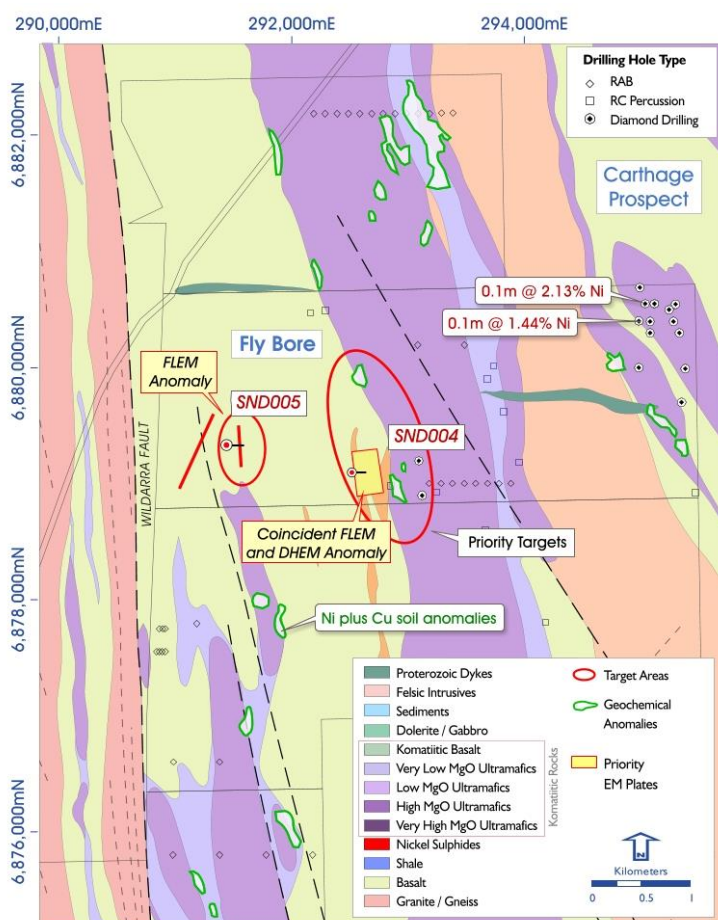 290,000mE
292,000mE
294,000mE
6,882,000mN
6,880,000mN
6,878,000mN
6,876,000mN
Drilling Hole Type
RAB
RC Percussion
Diamond Drilling
Carthage
Prospect
0.1m @ 2.13% Ni
0.1m @ 1.44% Ni
Fly Bore
FLEM
Anomaly
SND005
SND004
WILDARRA FAULT
Coincident FLEM
and DHEM Anomaly
Priority Targets
Ni plus Cu soil anomalies
Proterozoic Dykes
Felsic Intrusives
Sediments
Dolerite / Gabbro
Komatiitic Basalt
Very Low MgO Ultramafics
Low MgO Ultramafics
High MgO Ultramafics
Very High MgO Ultramafics
Nickel Sulphides
Shale
Basalt
Granite / Gneiss
Komatiitic Rocks
Target Areas
Geochemical
Anomalies
Priority
EM Plates
N
Kilometers
0 0.5 1